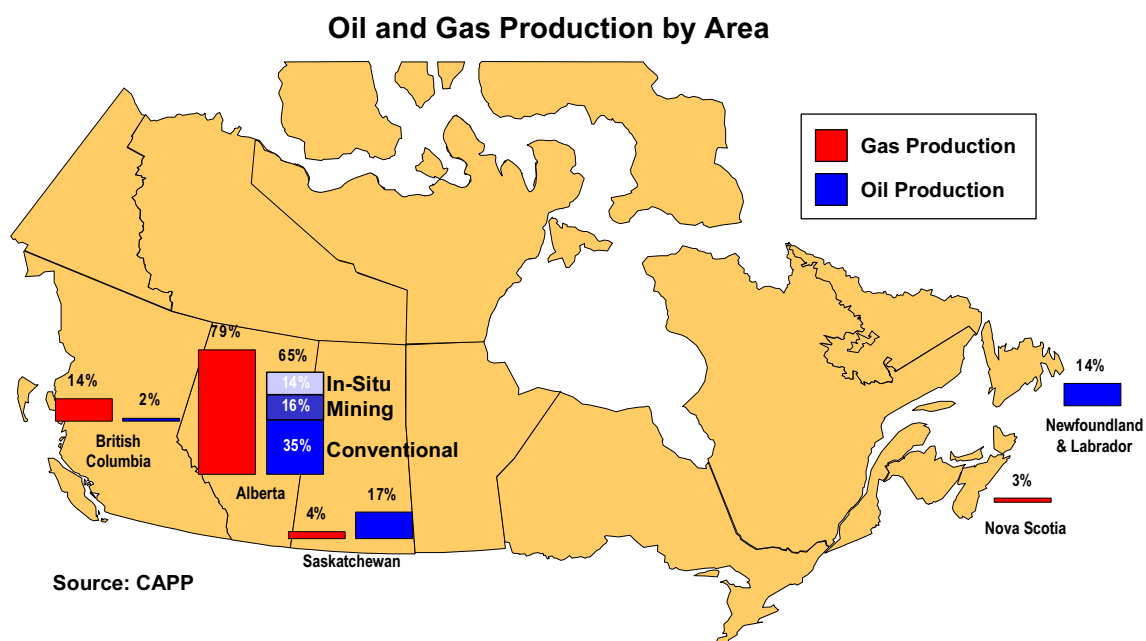 Oil and Gas Production by Area
Gas Production
Oil Production
79%
65%
14%
In-Situ
14%
2%
16%
Mining
14%
Newfoundland
& Labrador
British
Columbia
35%
Conventional
Alberta
4%
17%
3%
Nova Scotia
Saskatchewan
Source: CAPP